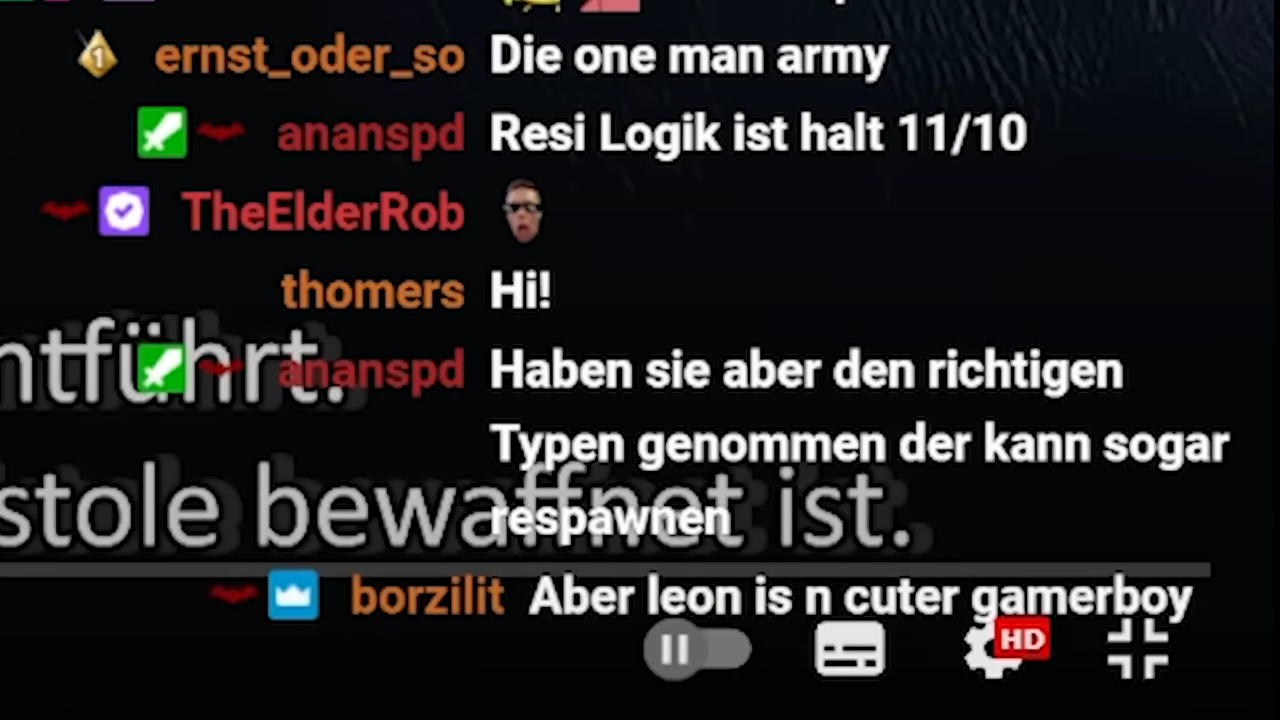 ernst_oder_so Die one man army
ananspd Resi Logik ist halt 11/10
TheElderRob
thomers Hi!
ntführt.
ananspd Haben sie aber den richtigen
Typen genommen der kann sogar
stole bewaffnet ist.
respawnen
borzilit Aber leon is n cuter gamerboy
HD